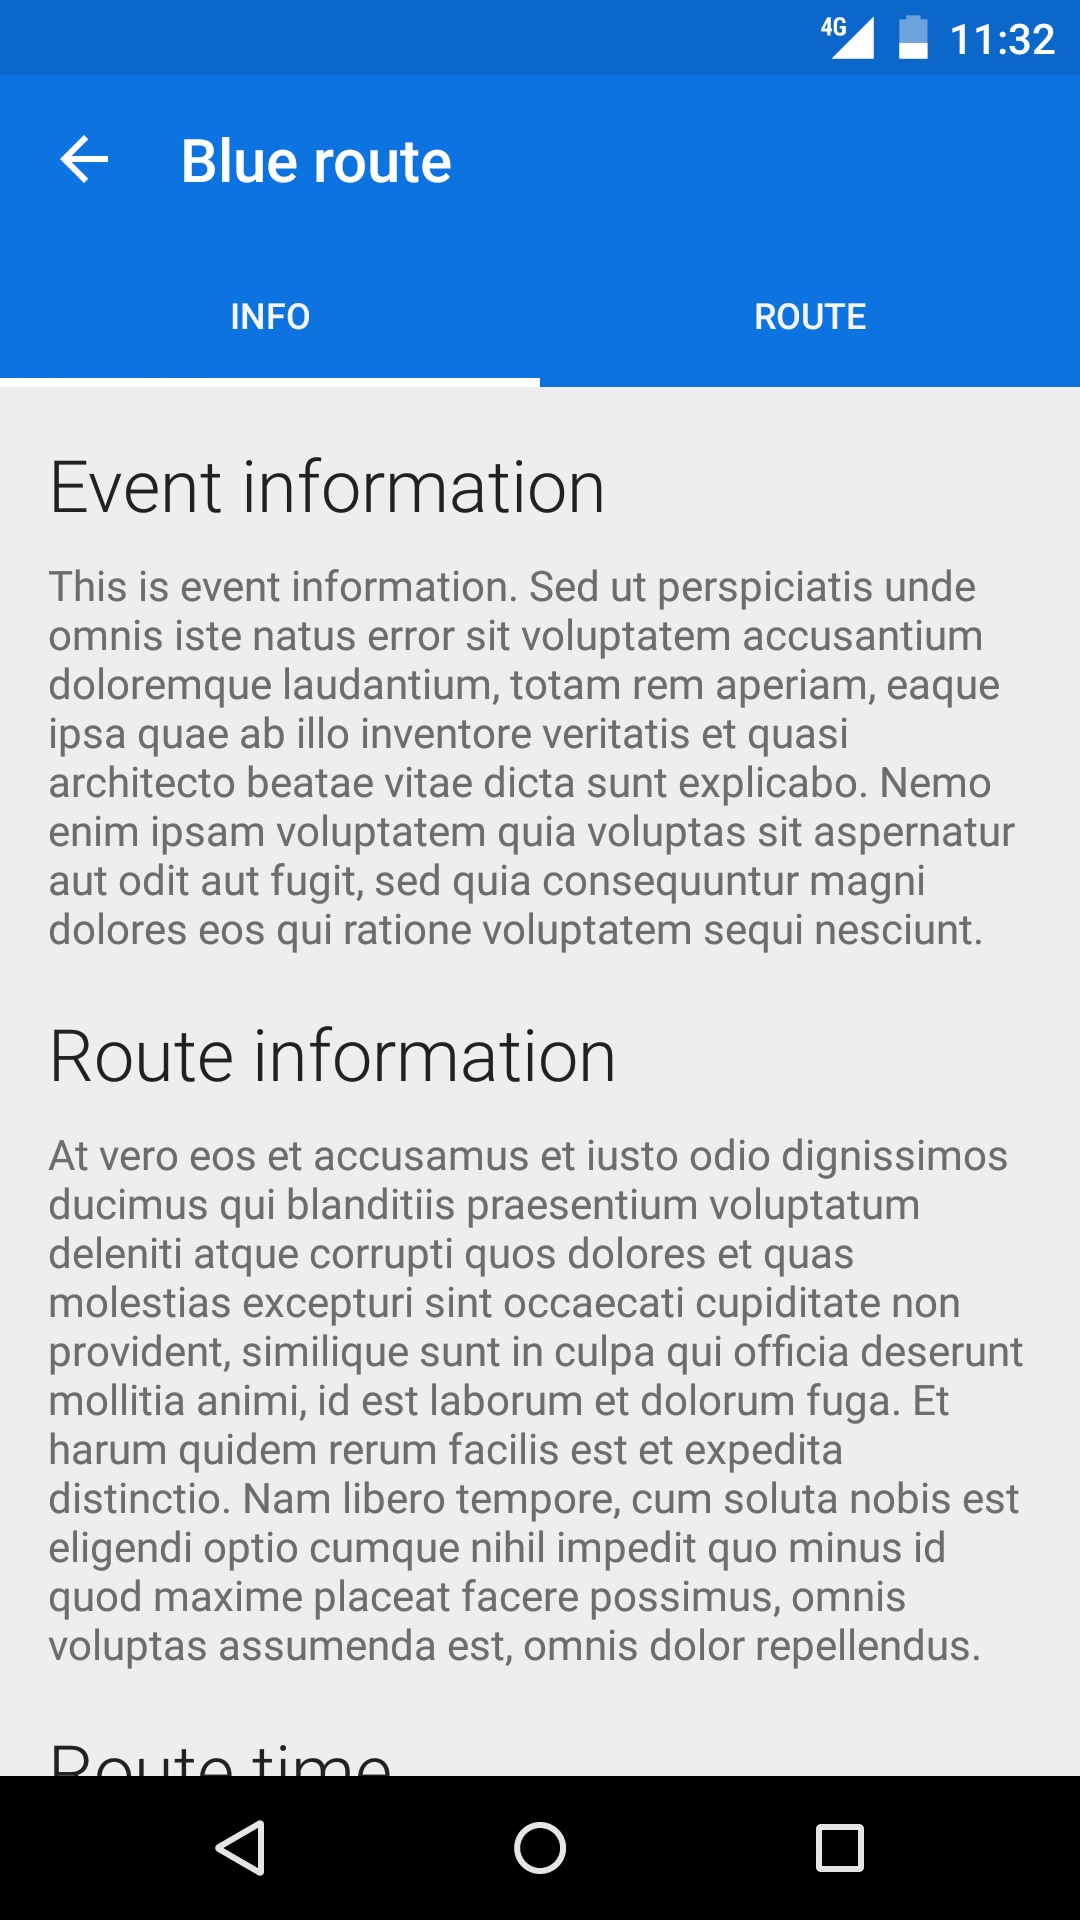 4G 11:32
Blue route
INFO ROUTE
Event information
This is event information. Sed ut perspiciatis unde
omnis iste natus error sit voluptatem accusantium
doloremque laudantium, totam rem aperiam, eaque
ipsa quae ab illo inventore veritatis et quasi
architecto beatae vitae dicta sunt explicabo. Nemo
enim ipsam voluptatem quia voluptas sit aspernatur
aut odit aut fugit, sed quia consequuntur magni
dolores eos qui ratione voluptatem sequi nesciunt.
Route information
At vero eos et accusamus et iusto odio dignissimos
ducimus qui blanditiis praesentium voluptatum
deleniti atque corrupti quos dolores et quas
molestias excepturi sint occaecati cupiditate non
provident, similique sunt in culpa qui officia deserunt
mollitia animi, id est laborum et dolorum fuga. Et
harum quidem rerum facilis est et expedita
distinctio. Nam libero tempore, cum soluta nobis est
eligendi optio cumque nihil impedit quo minus id
quod maxime placeat facere possimus, omnis
voluptas assumenda est, omnis dolor repellendus.
Route time